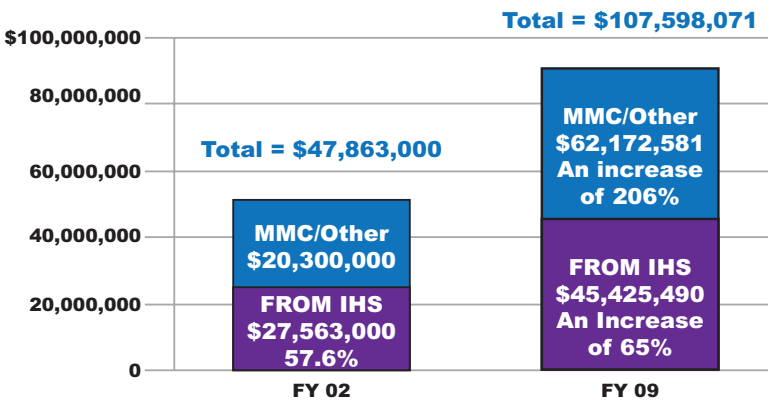 Total = $107,598,071
$100,000,000
80,000,000
60,000,000
40,000,000
20,000,000
0
Total = $47,863,000
MMC/Other
$20,300,000
FROM IHS
$27,563,000
57.6%
MMC/Other
$62,172,581
An increase
of 206%
FROM IHS
$45,425,490
An Increase
of 65%
FY 02
FY 09